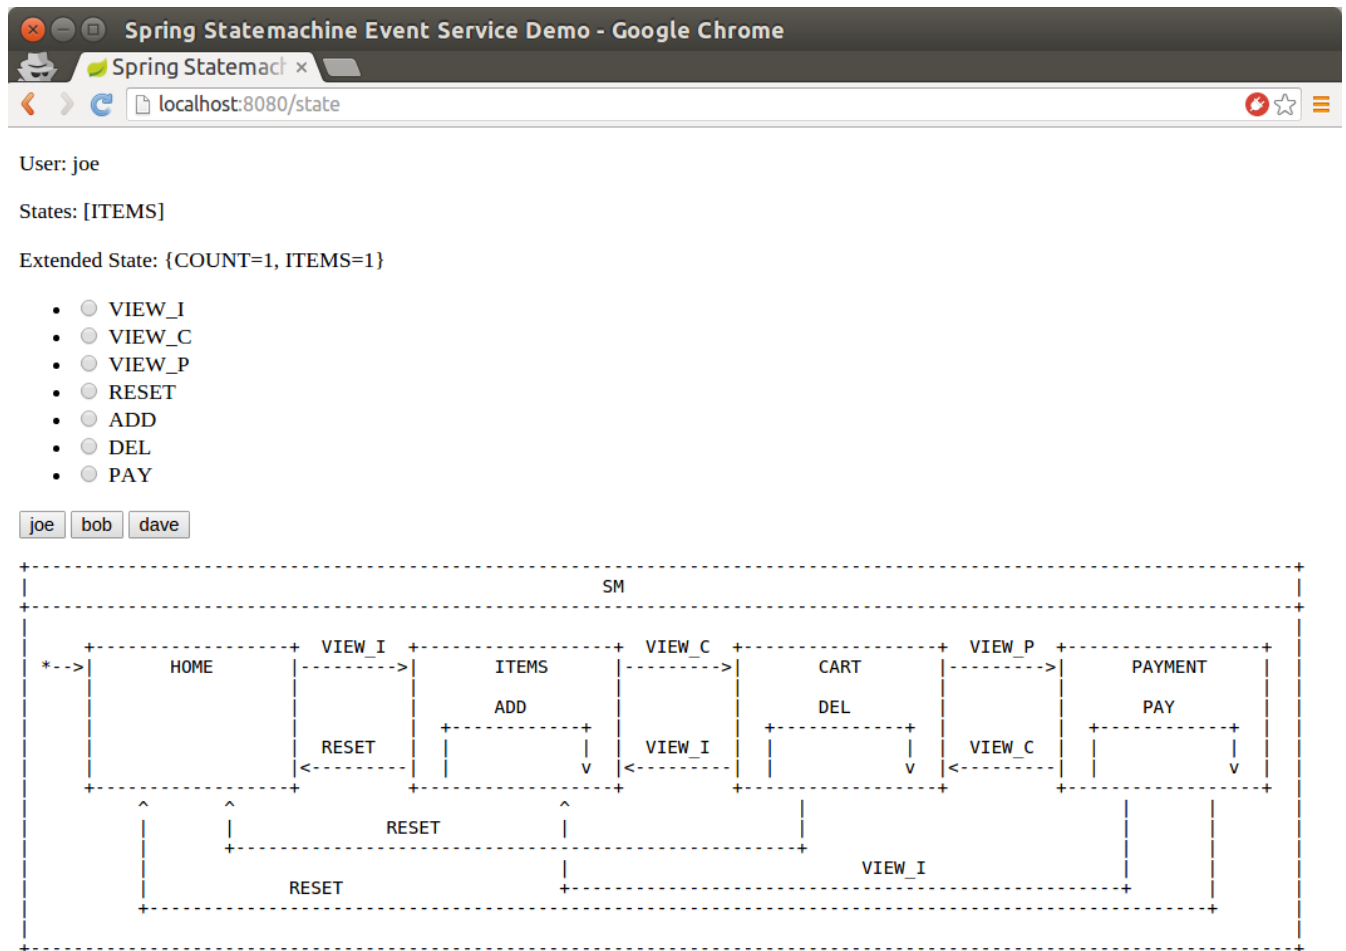 Spring Statemachine Event Service Demo - Google Chrome
Spring Statemach
localhost:8080/state
User: joe
States: [ITEMS]
Extended State: {COUNT=1, ITEMS=1}
VIEW_I
VIEW_C
VIEW_P
RESET
ADD
DEL
PAY
joe bob dave
SM
VIEW_I VIEW_C VIEW_P
HOME ITEMS CART PAYMENT
ADD DEL PAY
RESET VIEW_I VIEW_C
RESET
VIEW_I
RESET